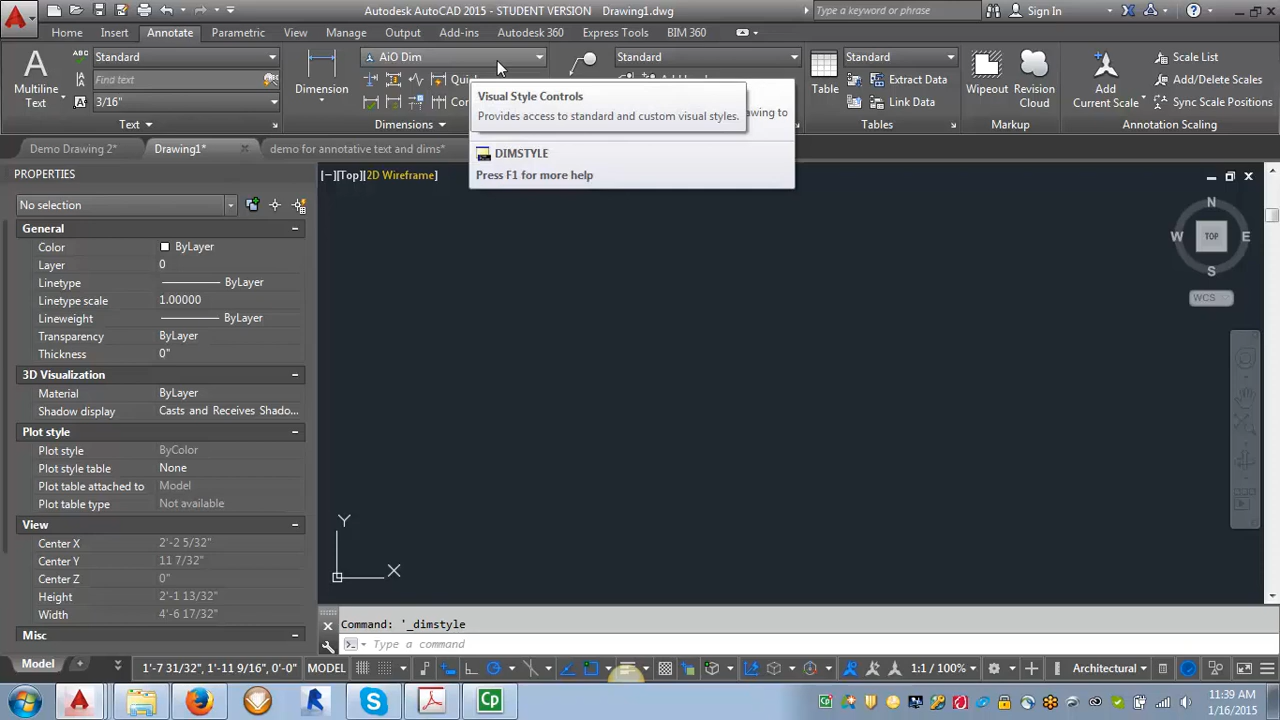 Autodesk AutoCAD 2015 - STUDENT VERSION Drawing1.dwg
Type a keyword or phrase
Sign In
Home Insert Annotate Parametric View Manage Output Add-ins Autodesk 360 Express Tools BIM 360
Multiline
Text
Standard
Find text
3/16"
Text
Dimension
AiO Dim
Dimensions
Standard
Table
Standard
Extract Data
Link Data
Tables
Wipeout
Revision
Cloud
Markup
Add
Current Scale
Add/Delete Scales
Sync Scale Positions
Annotation Scaling
Visual Style Controls
Provides access to standard and custom visual styles.
awing to
DIMSTYLE
Press F1 for more help
Demo Drawing 2*
Drawing1*
demo for annotative text and dims*
PROPERTIES
No selection
General
Color ByLayer
Layer 0
Linetype ByLayer
Linetype scale 1.00000
Lineweight ByLayer
Transparency ByLayer
Thickness 0"
3D Visualization
Material ByLayer
Shadow display Casts and Receives Shado...
Plot style
Plot style ByColor
Plot style table None
Plot table attached to Model
Plot table type Not available
View
Center X 2'-2 5/32"
Center Y 11 7/32"
Center Z 0"
Height 2'-1 13/32"
Width 4'-6 17/32"
Misc
[−][Top][2D Wireframe]
N
W TOP E
S
WCS
Y
X
Command: '_dimstyle
Type a command
Model
1'-7 31/32", 1'-11 9/16", 0'-0" MODEL
1:1 / 100%
Architectural
Cp
11:39 AM
1/16/2015